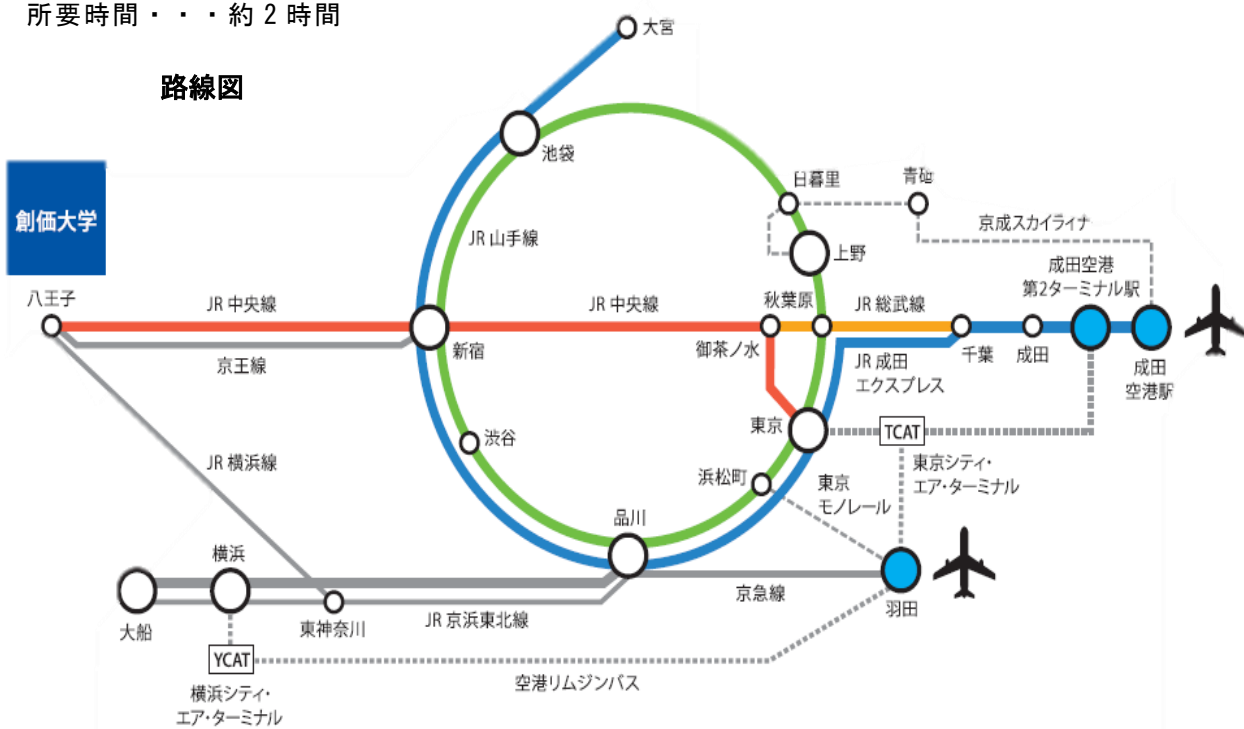 所要時間・・・約2時間
路線図
大宮
池袋
日暮里
青砥
創価大学
JR 山手線
上野
京成スカイライナ
成田空港
第2ターミナル駅
八王子
JR 中央線
JR 中央線
秋葉原
JR 総武線
京王線
新宿
御茶ノ水
JR 成田
エクスプレス
千葉
成田
成田
空港駅
渋谷
東京
TCAT
JR 横浜線
浜松町
東京
モノレール
東京シティ・
エア・ターミナル
品川
横浜
京急線
羽田
大船
東神奈川
JR 京浜東北線
YCAT
空港リムジンバス
横浜シティ・
エア・ターミナル